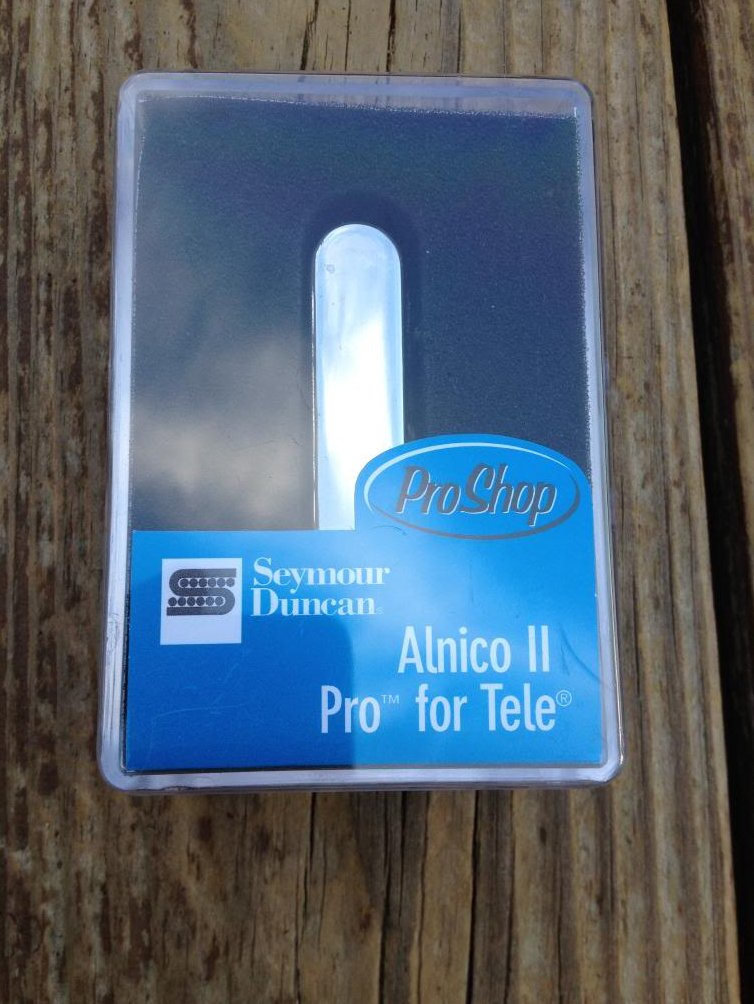 ProShop
Seymour
Duncan®
Alnico II
Pro™ for Tele®